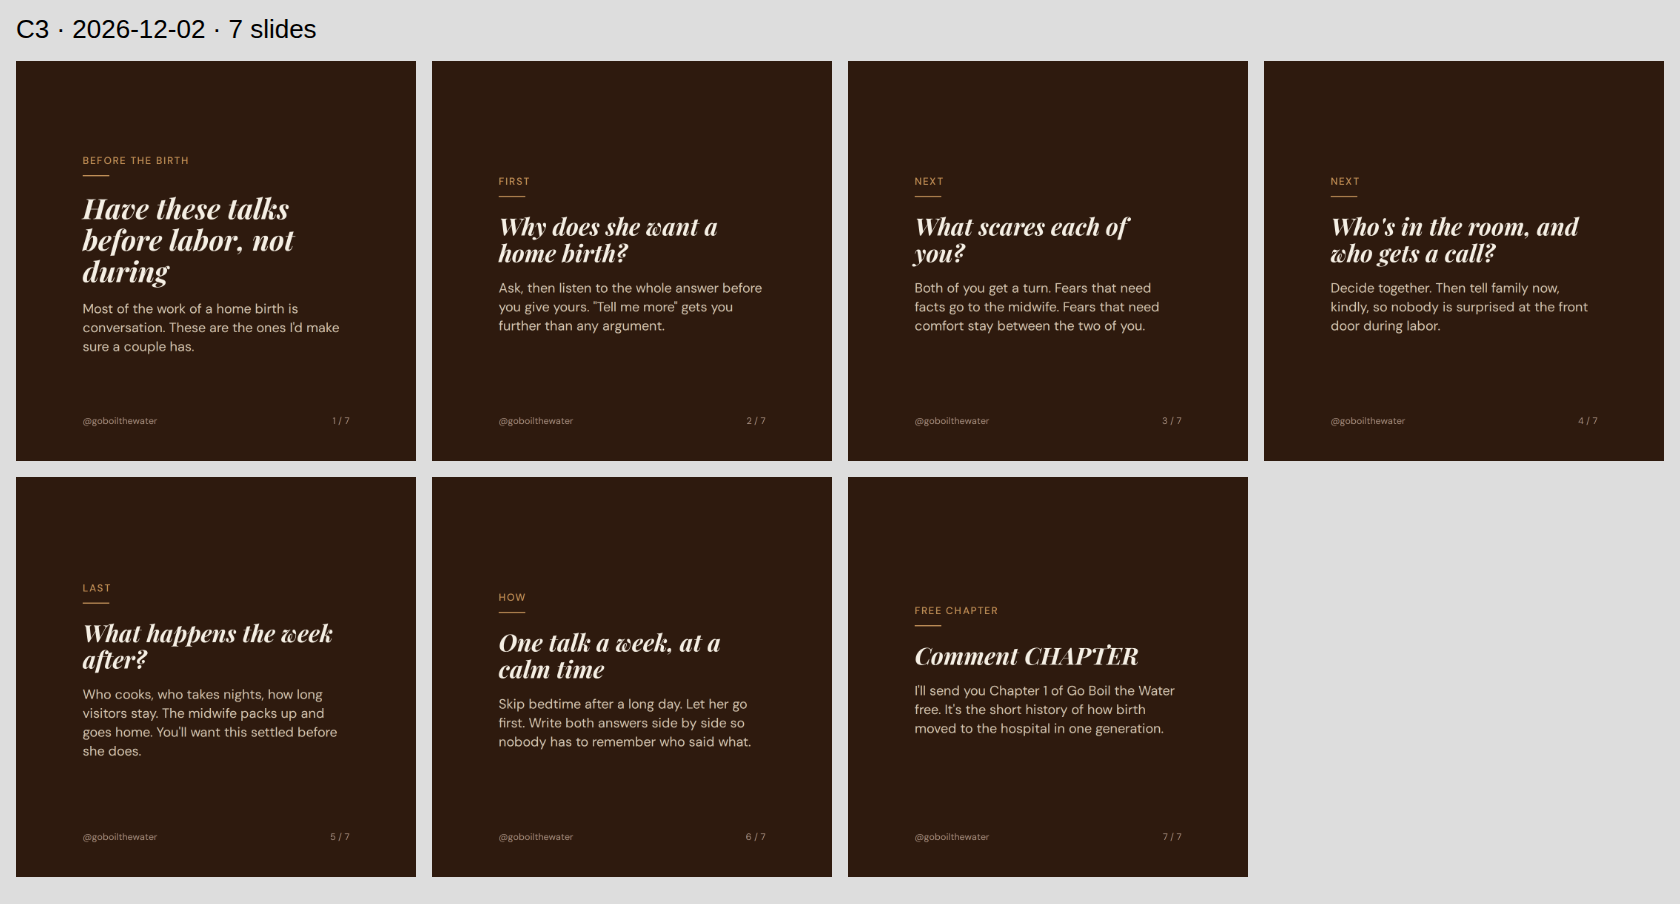 C3 · 2026-12-02 · 7 slides
BEFORE THE BIRTH
Have these talks
before labor, not
during
Most of the work of a home birth is
conversation. These are the ones I'd make
sure a couple has.
@goboilthewater
1 / 7
FIRST
Why does she want a
home birth?
Ask, then listen to the whole answer before
you give yours. "Tell me more" gets you
further than any argument.
@goboilthewater
2 / 7
NEXT
What scares each of
you?
Both of you get a turn. Fears that need
facts go to the midwife. Fears that need
comfort stay between the two of you.
@goboilthewater
3 / 7
NEXT
Who's in the room, and
who gets a call?
Decide together. Then tell family now,
kindly, so nobody is surprised at the front
door during labor.
@goboilthewater
4 / 7
LAST
What happens the week
after?
Who cooks, who takes nights, how long
visitors stay. The midwife packs up and
goes home. You'll want this settled before
she does.
@goboilthewater
5 / 7
HOW
One talk a week, at a
calm time
Skip bedtime after a long day. Let her go
first. Write both answers side by side so
nobody has to remember who said what.
@goboilthewater
6 / 7
FREE CHAPTER
Comment CHAPTER
I'll send you Chapter 1 of Go Boil the Water
free. It's the short history of how birth
moved to the hospital in one generation.
@goboilthewater
7 / 7